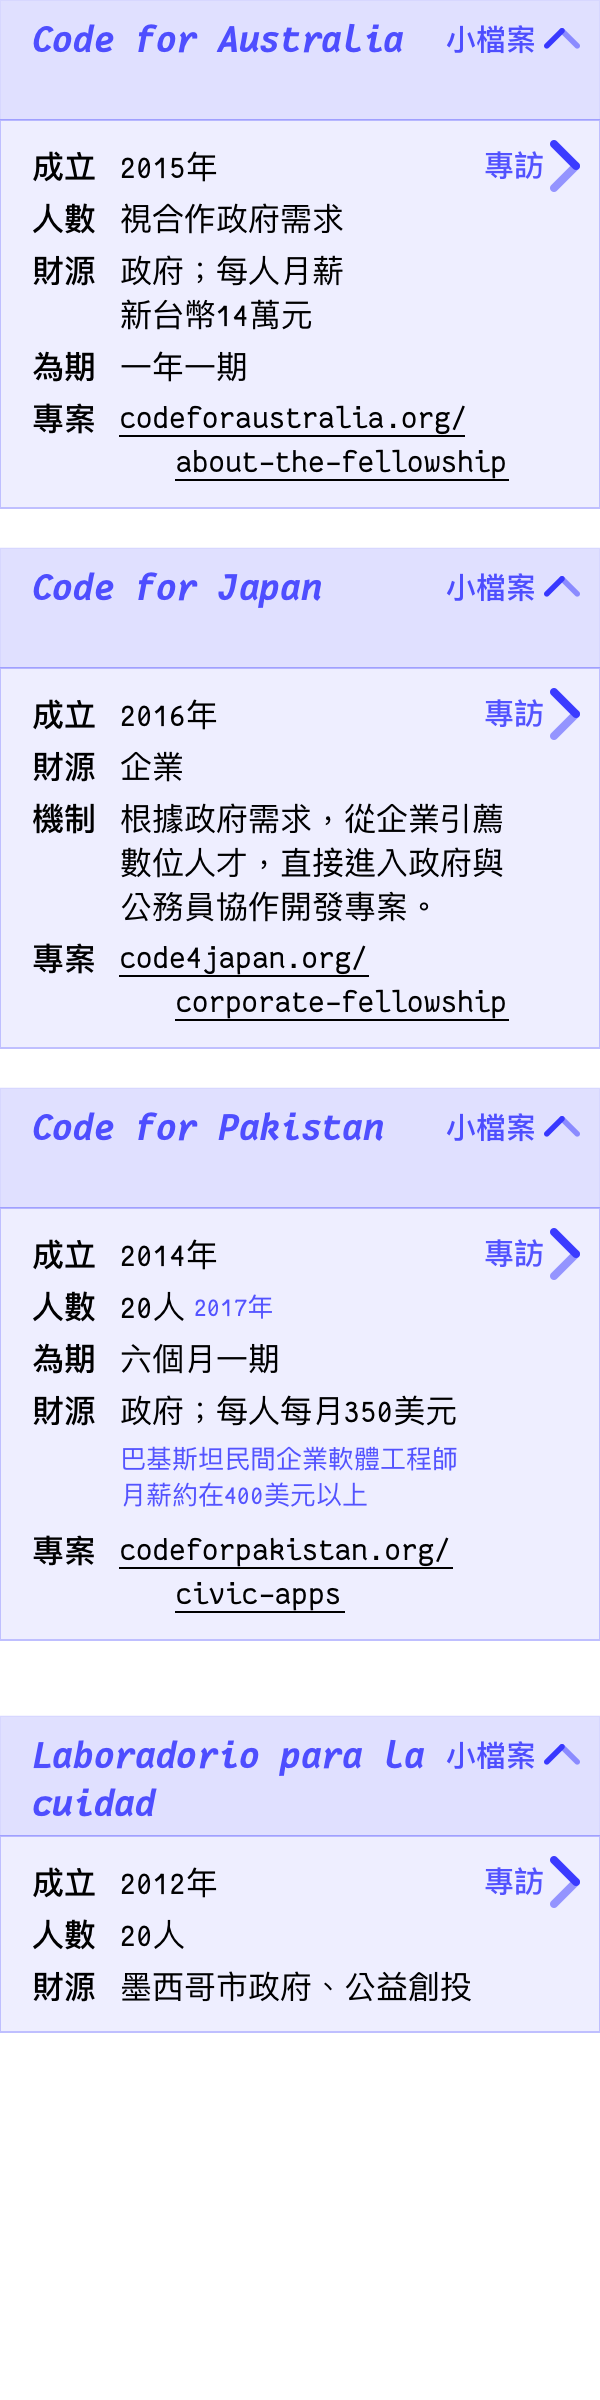 Code for Australia 小檔案
成立 2015年 專訪
人數 視合作政府需求
財源 政府；每人月薪
新台幣14萬元
為期 一年一期
專案 codeforaustralia.org/
about-the-fellowship
Code for Japan 小檔案
成立 2016年 專訪
財源 企業
機制 根據政府需求，從企業引薦
數位人才，直接進入政府與
公務員協作開發專案。
專案 code4japan.org/
corporate-fellowship
Code for Pakistan 小檔案
成立 2014年 專訪
人數 20人 2017年
為期 六個月一期
財源 政府；每人每月350美元
巴基斯坦民間企業軟體工程師
月薪約在400美元以上
專案 codeforpakistan.org/
civic-apps
Laboradorio para la 小檔案
cuidad
成立 2012年 專訪
人數 20人
財源 墨西哥市政府、公益創投